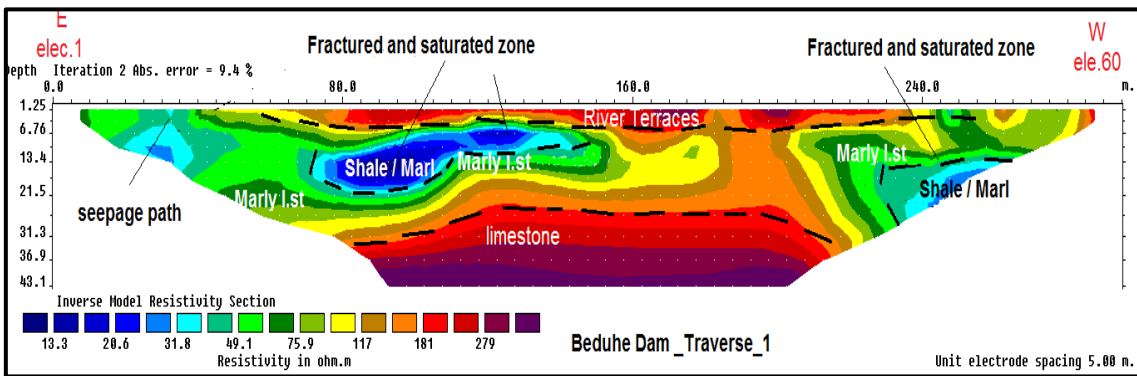 E
elec.1
W
ele.60
Fractured and saturated zone
Fractured and saturated zone
Depth Iteration 2 Abs. error = 9.4 %
0.0 80.0 160.0 240.0 m.
1.25
6.76
13.4
21.5
31.3
36.9
43.1
River Terraces
Shale / Marl
Marly l.st
Marly l.st
Shale / Marl
Marly l.st
seepage path
limestone
Inverse Model Resistivity Section
13.3 20.6 31.8 49.1 75.9 117 181 279
Resistivity in ohm.m
Beduhe Dam _Traverse_1
Unit electrode spacing 5.00 m.